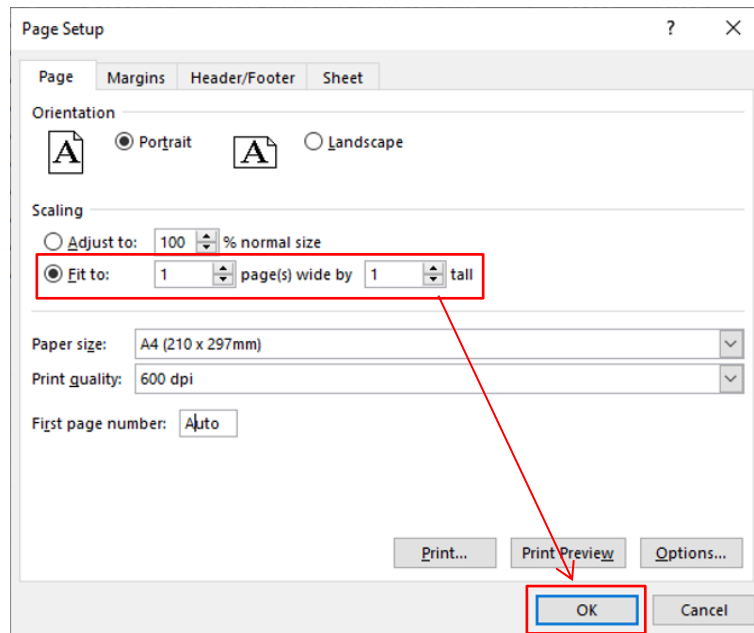 Page Setup ?
Page Margins Header/Footer Sheet
Orientation
A Portrait A Landscape
Scaling
Adjust to: 100 % normal size
Fit to: 1 page(s) wide by 1 tall
Paper size: A4 (210 x 297mm)
Print quality: 600 dpi
First page number: Auto
Print... Print Preview Options...
OK Cancel